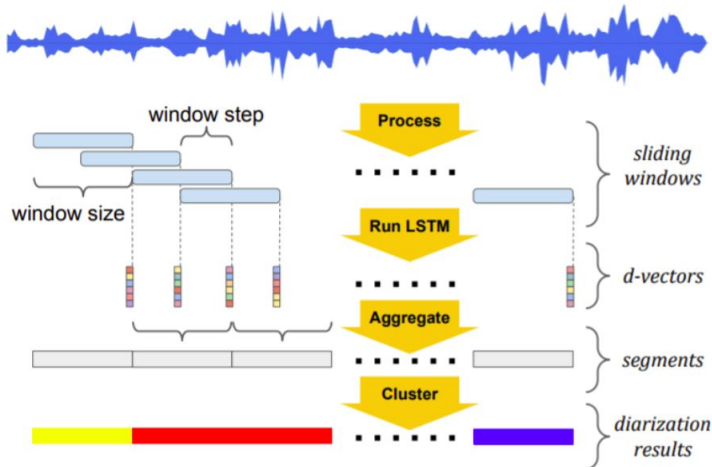 window step
Process
sliding
windows
window size
Run LSTM
d-vectors
Aggregate
segments
Cluster
diarization
results